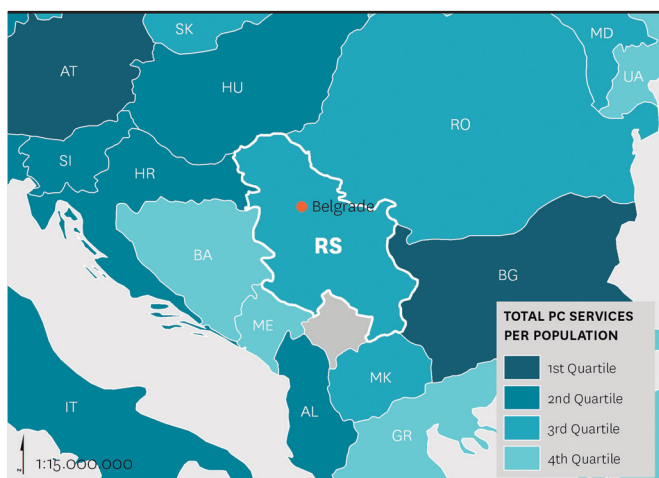 SK
MD
AT
UA
HU
RO
SI
HR
Belgrade
RS
BA
BG
ME
MK
AL
IT
GR
TOTAL PC SERVICES
PER POPULATION
1st Quartile
2nd Quartile
3rd Quartile
4th Quartile
1:15.000.000